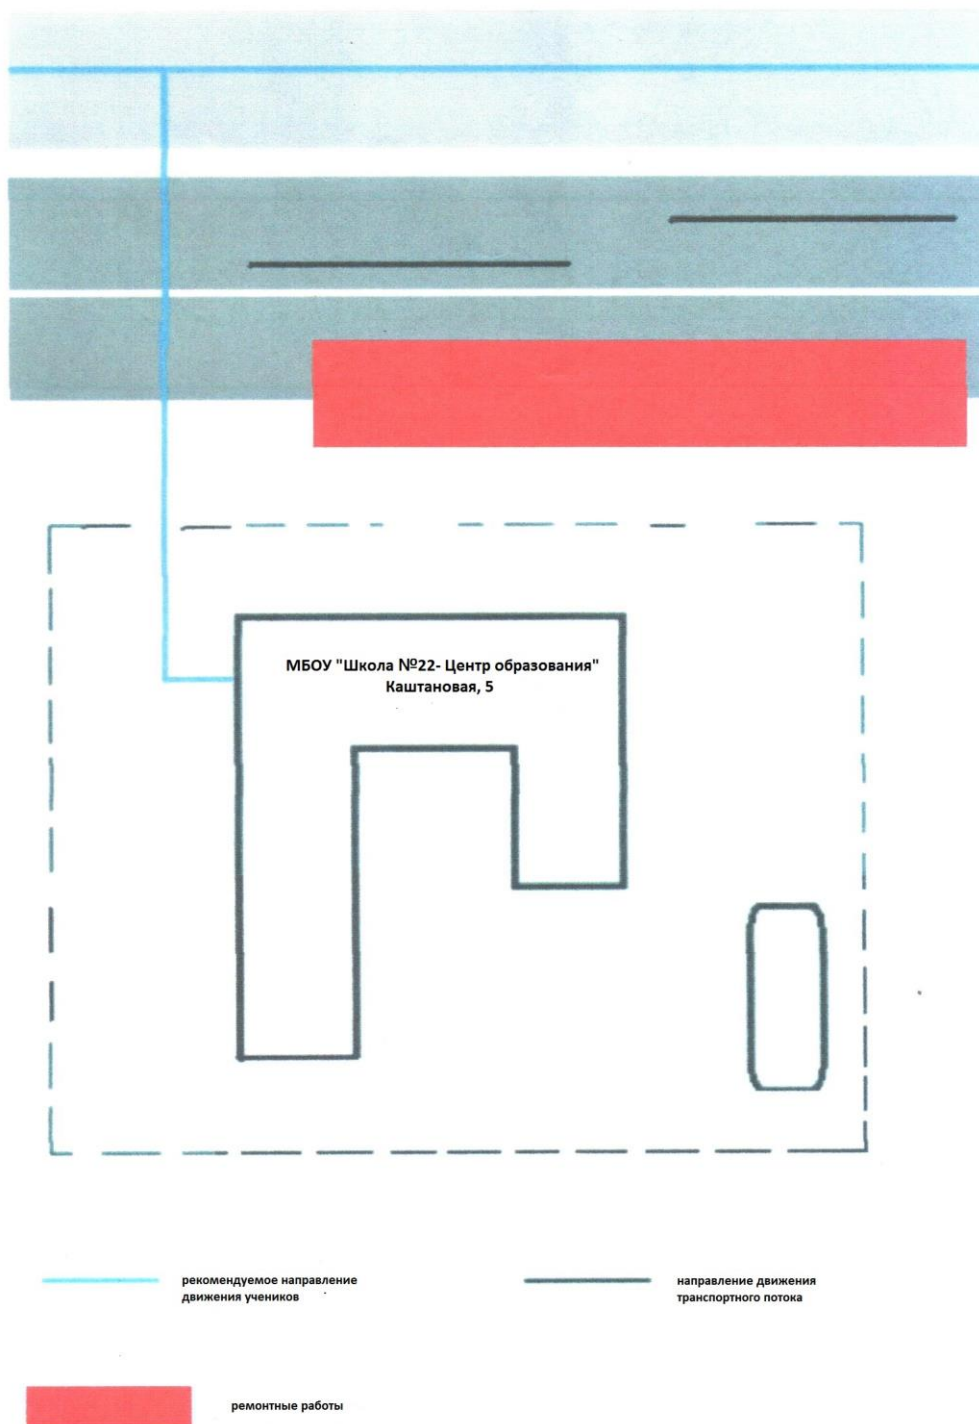 МБОУ "Школа №22- Центр образования"
Каштановая, 5
рекомендуемое направление
движения учеников
направление движения
транспортного потока
ремонтные работы